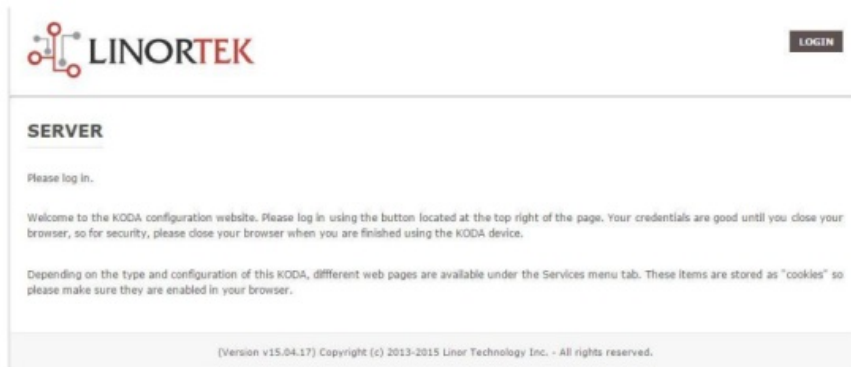 LINORTEK
LOGIN
SERVER
Please log in.
Welcome to the KODA configuration website. Please log in using the button located at the top right of the page. Your credentials are good until you close your
browser, so for security, please close your browser when you are finished using the KODA device.
Depending on the type and configuration of this KODA, diffferent web pages are available under the Services menu tab. These items are stored as "cookies" so
please make sure they are enabled in your browser.
(Version v15.04.17) Copyright (c) 2013-2015 Linor Technology Inc. - All rights reserved.